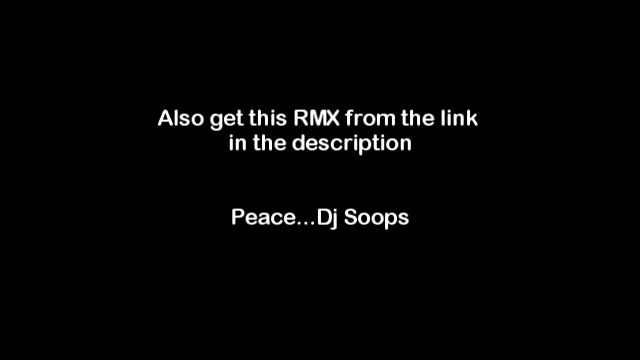 Also get this RMX from the link
in the description
Peace...Dj Soops